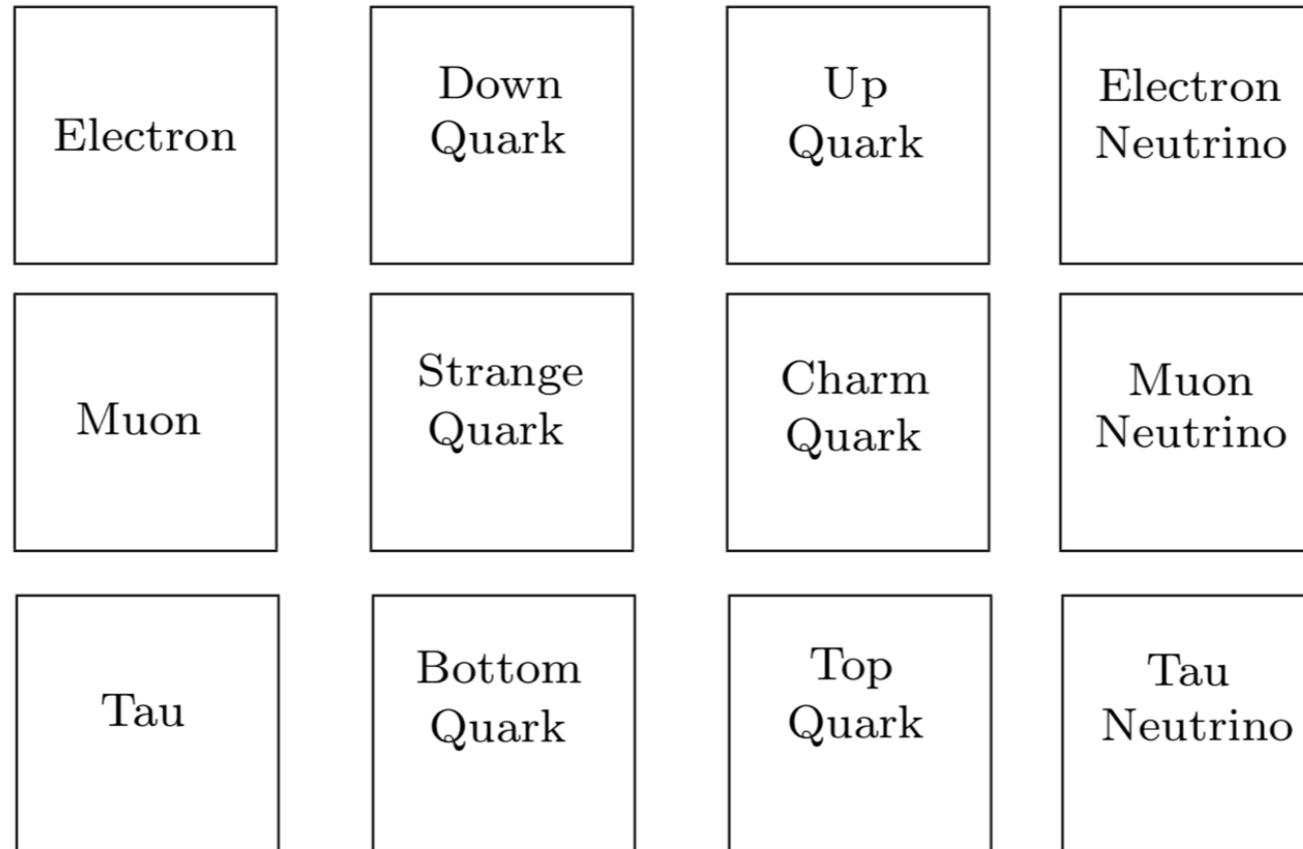 Electron
Down
Quark
Up
Quark
Electron
Neutrino
Muon
Strange
Quark
Charm
Quark
Muon
Neutrino
Tau
Bottom
Quark
Top
Quark
Tau
Neutrino